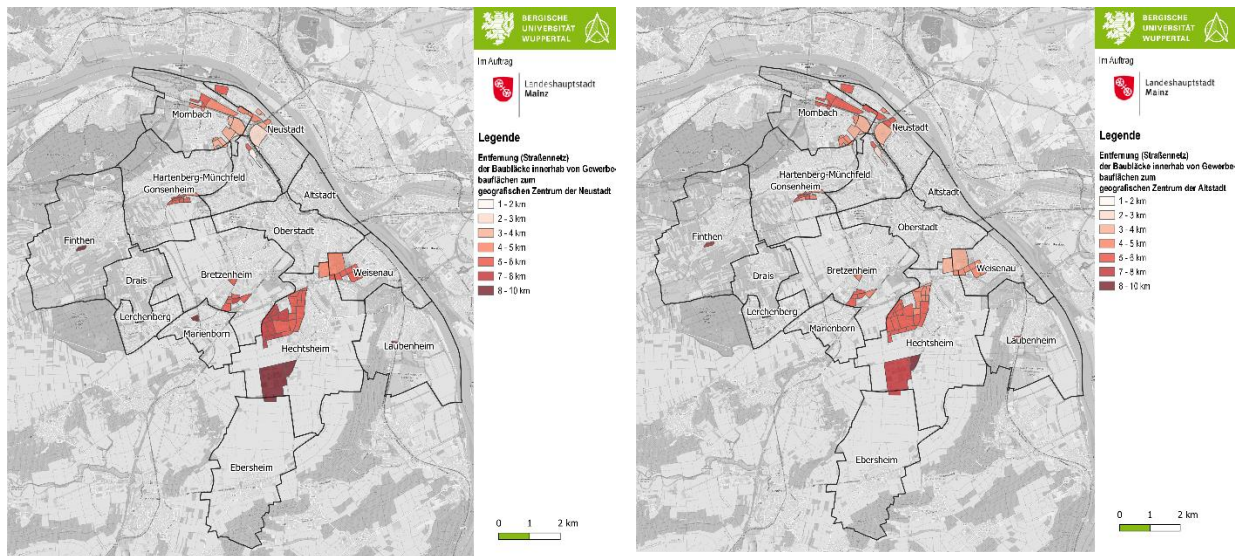 BERGISCHE
UNIVERSITÄT
WUPPERTAL
Im Auftrag
Landeshauptstadt
Mainz
Legende
Entfernung (Straßennetz)
der Baubläcke innerhab von Gewerbe-
bauflächen zum
geografischen Zentrum der Neustadt
1 - 2 km
2 - 3 km
3 - 4 km
4 - 5 km
5 - 6 km
7 - 8 km
8 - 10 km
0 1 2 km
Mombach
Neustadt
Hartenberg-Münchfeld
Gonsenheim
Altstadt
Oberstadt
Finthen
Drais
Bretzenheim
Weisenau
Lerchenberg
Marienborn
Hechtsheim
Laubenheim
Ebersheim
BERGISCHE
UNIVERSITÄT
WUPPERTAL
Im Auftrag
Landeshauptstadt
Mainz
Legende
Entfernung (Straßennetz)
der Baubläcke innerhab von Gewerbe-
bauflächen zum
geografischen Zentrum der Altstadt
1 - 2 km
2 - 3 km
3 - 4 km
4 - 5 km
5 - 6 km
7 - 8 km
8 - 10 km
0 1 2 km
Mombach
Neustadt
Hartenberg-Münchfeld
Gonsenheim
Altstadt
Oberstadt
Finthen
Drais
Bretzenheim
Weisenau
Lerchenberg
Marienborn
Hechtsheim
Laubenheim
Ebersheim